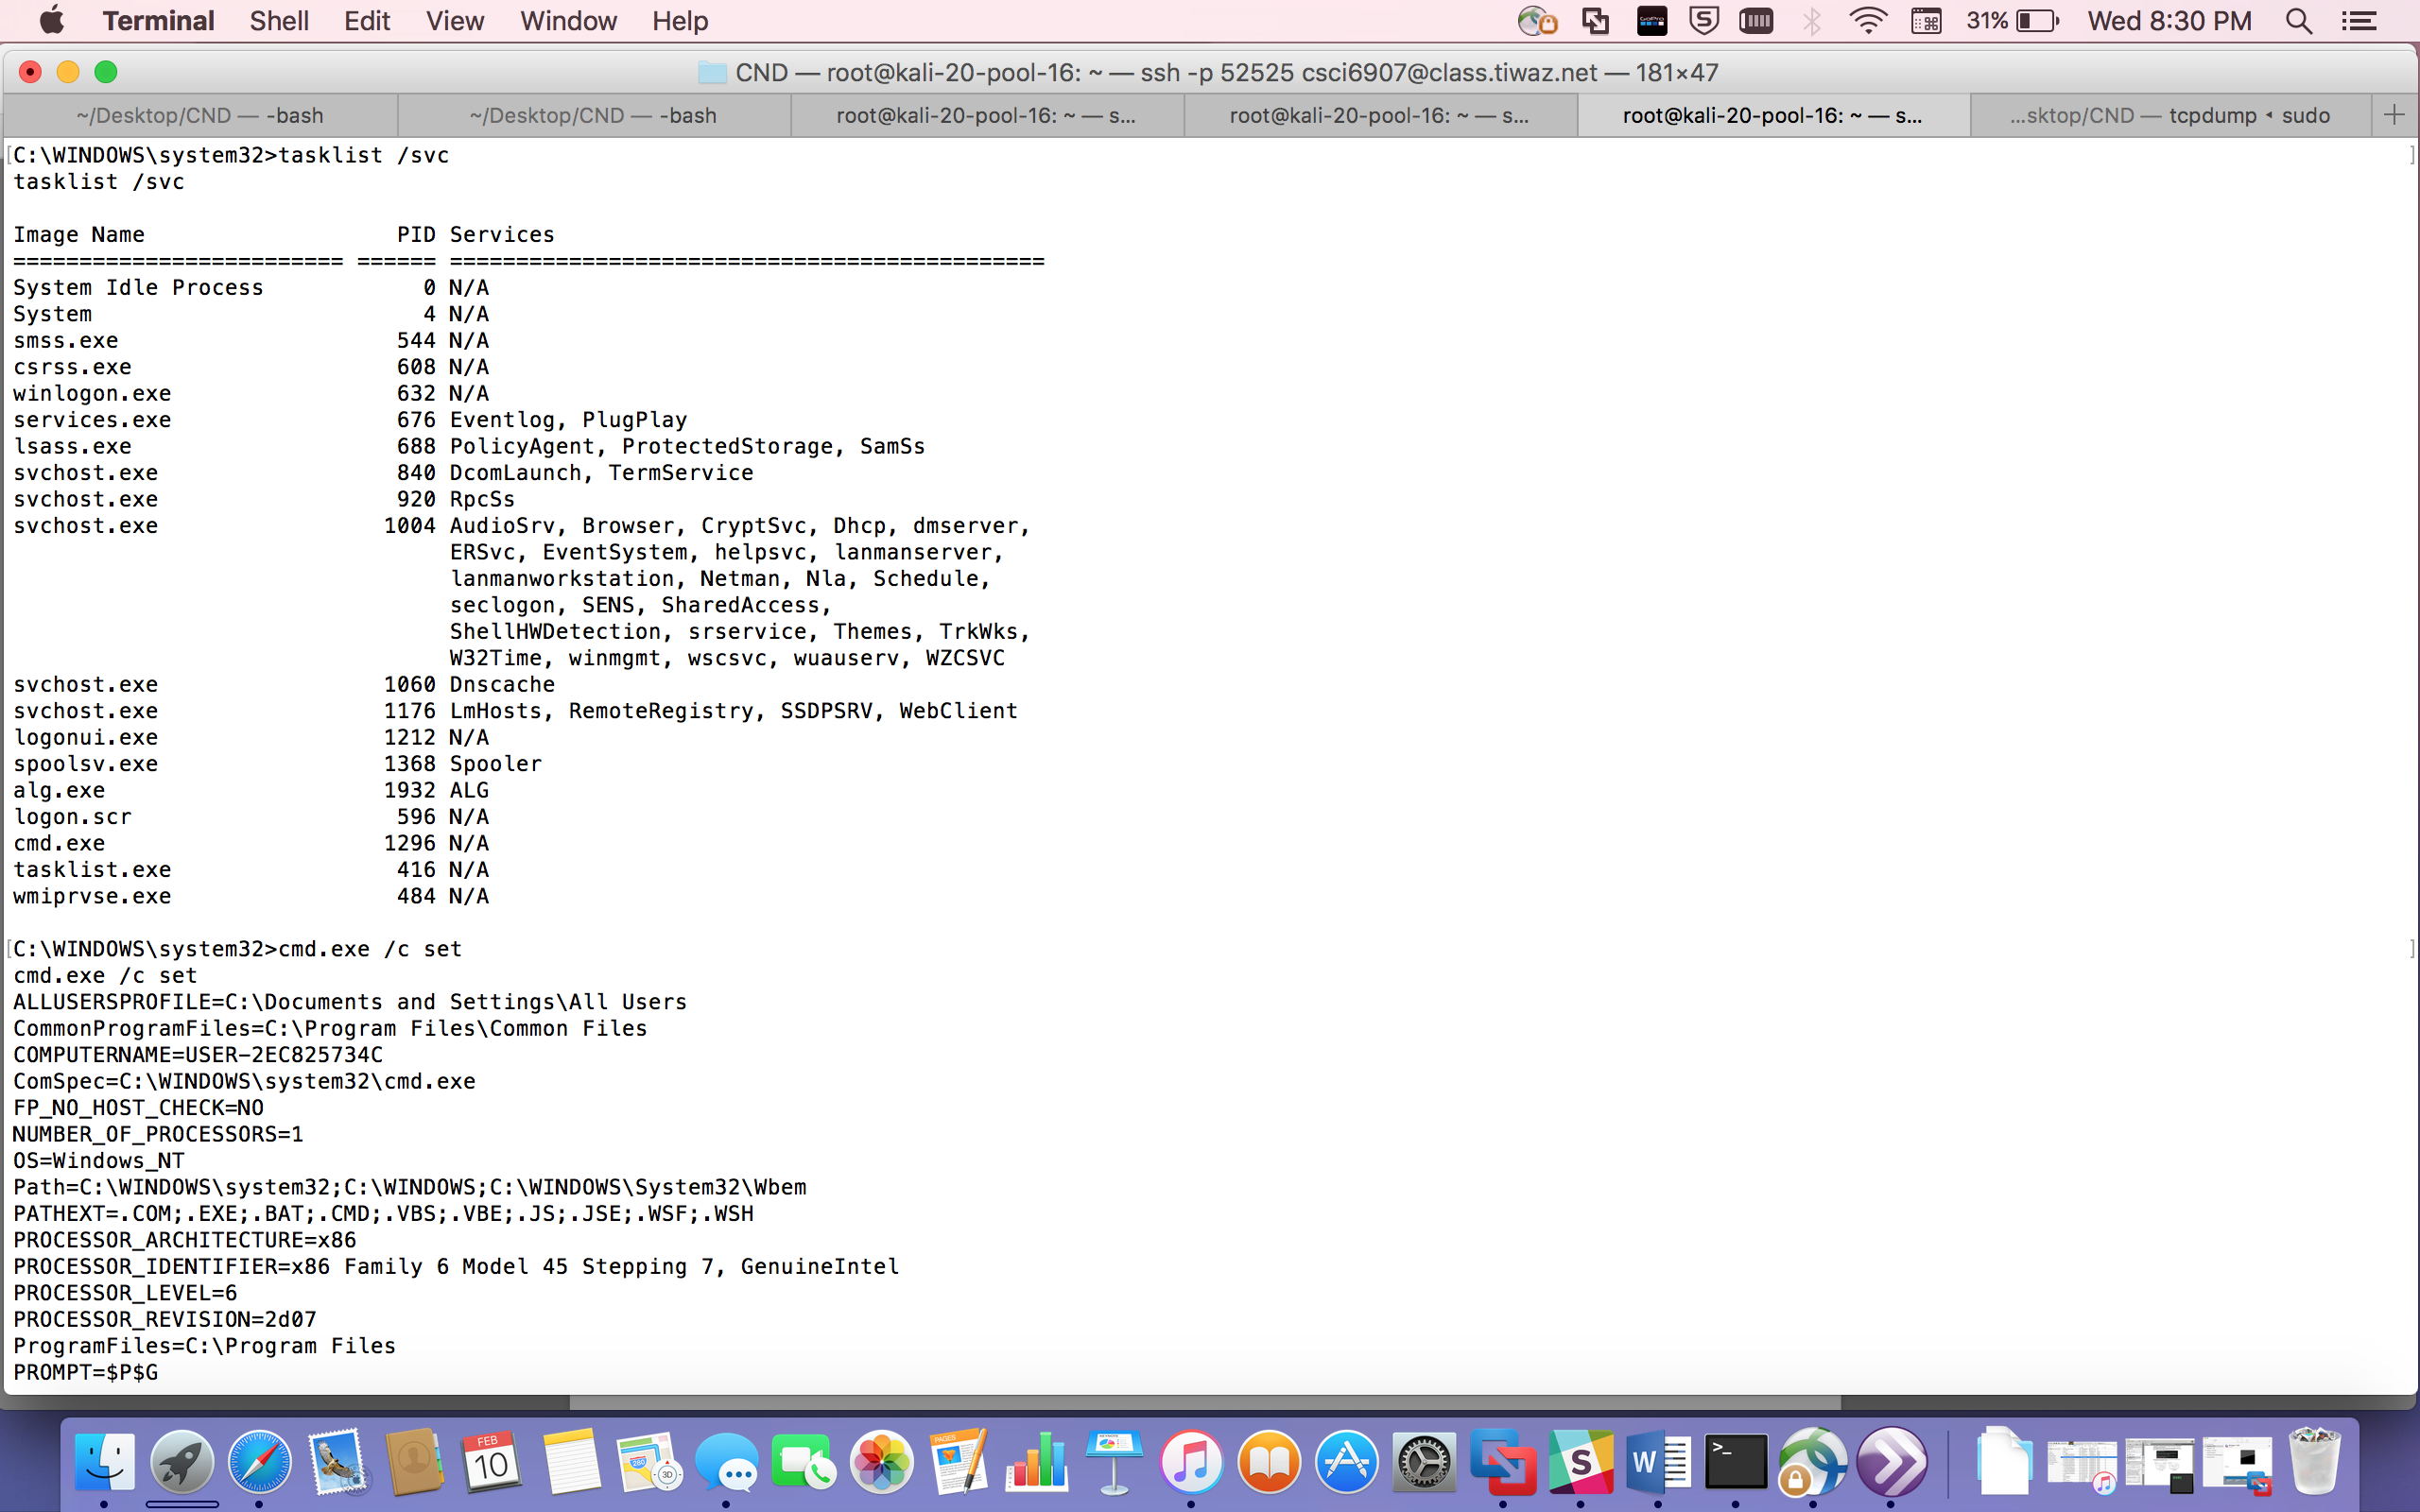 Terminal Shell Edit View Window Help 31% Wed 8:30 PM
CND — root@kali-20-pool-16: ~ — ssh -p 52525 csci6907@class.tiwaz.net — 181×47
~/Desktop/CND — -bash ~/Desktop/CND — -bash root@kali-20-pool-16: ~ — s... root@kali-20-pool-16: ~ — s... root@kali-20-pool-16: ~ — s... ...sktop/CND — tcpdump ◂ sudo
[C:\WINDOWS\system32>tasklist /svc ]
tasklist /svc
Image Name                   PID Services
========================= ====== =============================================
System Idle Process            0 N/A
System                         4 N/A
smss.exe                     544 N/A
csrss.exe                    608 N/A
winlogon.exe                 632 N/A
services.exe                 676 Eventlog, PlugPlay
lsass.exe                    688 PolicyAgent, ProtectedStorage, SamSs
svchost.exe                  840 DcomLaunch, TermService
svchost.exe                  920 RpcSs
svchost.exe                 1004 AudioSrv, Browser, CryptSvc, Dhcp, dmserver,
ERSvc, EventSystem, helpsvc, lanmanserver,
lanmanworkstation, Netman, Nla, Schedule,
seclogon, SENS, SharedAccess,
ShellHWDetection, srservice, Themes, TrkWks,
W32Time, winmgmt, wscsvc, wuauserv, WZCSVC
svchost.exe                 1060 Dnscache
svchost.exe                 1176 LmHosts, RemoteRegistry, SSDPSRV, WebClient
logonui.exe                 1212 N/A
spoolsv.exe                 1368 Spooler
alg.exe                     1932 ALG
logon.scr                    596 N/A
cmd.exe                     1296 N/A
tasklist.exe                 416 N/A
wmiprvse.exe                 484 N/A
[C:\WINDOWS\system32>cmd.exe /c set ]
cmd.exe /c set
ALLUSERSPROFILE=C:\Documents and Settings\All Users
CommonProgramFiles=C:\Program Files\Common Files
COMPUTERNAME=USER-2EC825734C
ComSpec=C:\WINDOWS\system32\cmd.exe
FP_NO_HOST_CHECK=NO
NUMBER_OF_PROCESSORS=1
OS=Windows_NT
Path=C:\WINDOWS\system32;C:\WINDOWS;C:\WINDOWS\System32\Wbem
PATHEXT=.COM;.EXE;.BAT;.CMD;.VBS;.VBE;.JS;.JSE;.WSF;.WSH
PROCESSOR_ARCHITECTURE=x86
PROCESSOR_IDENTIFIER=x86 Family 6 Model 45 Stepping 7, GenuineIntel
PROCESSOR_LEVEL=6
PROCESSOR_REVISION=2d07
ProgramFiles=C:\Program Files
PROMPT=$P$G
FEB
10